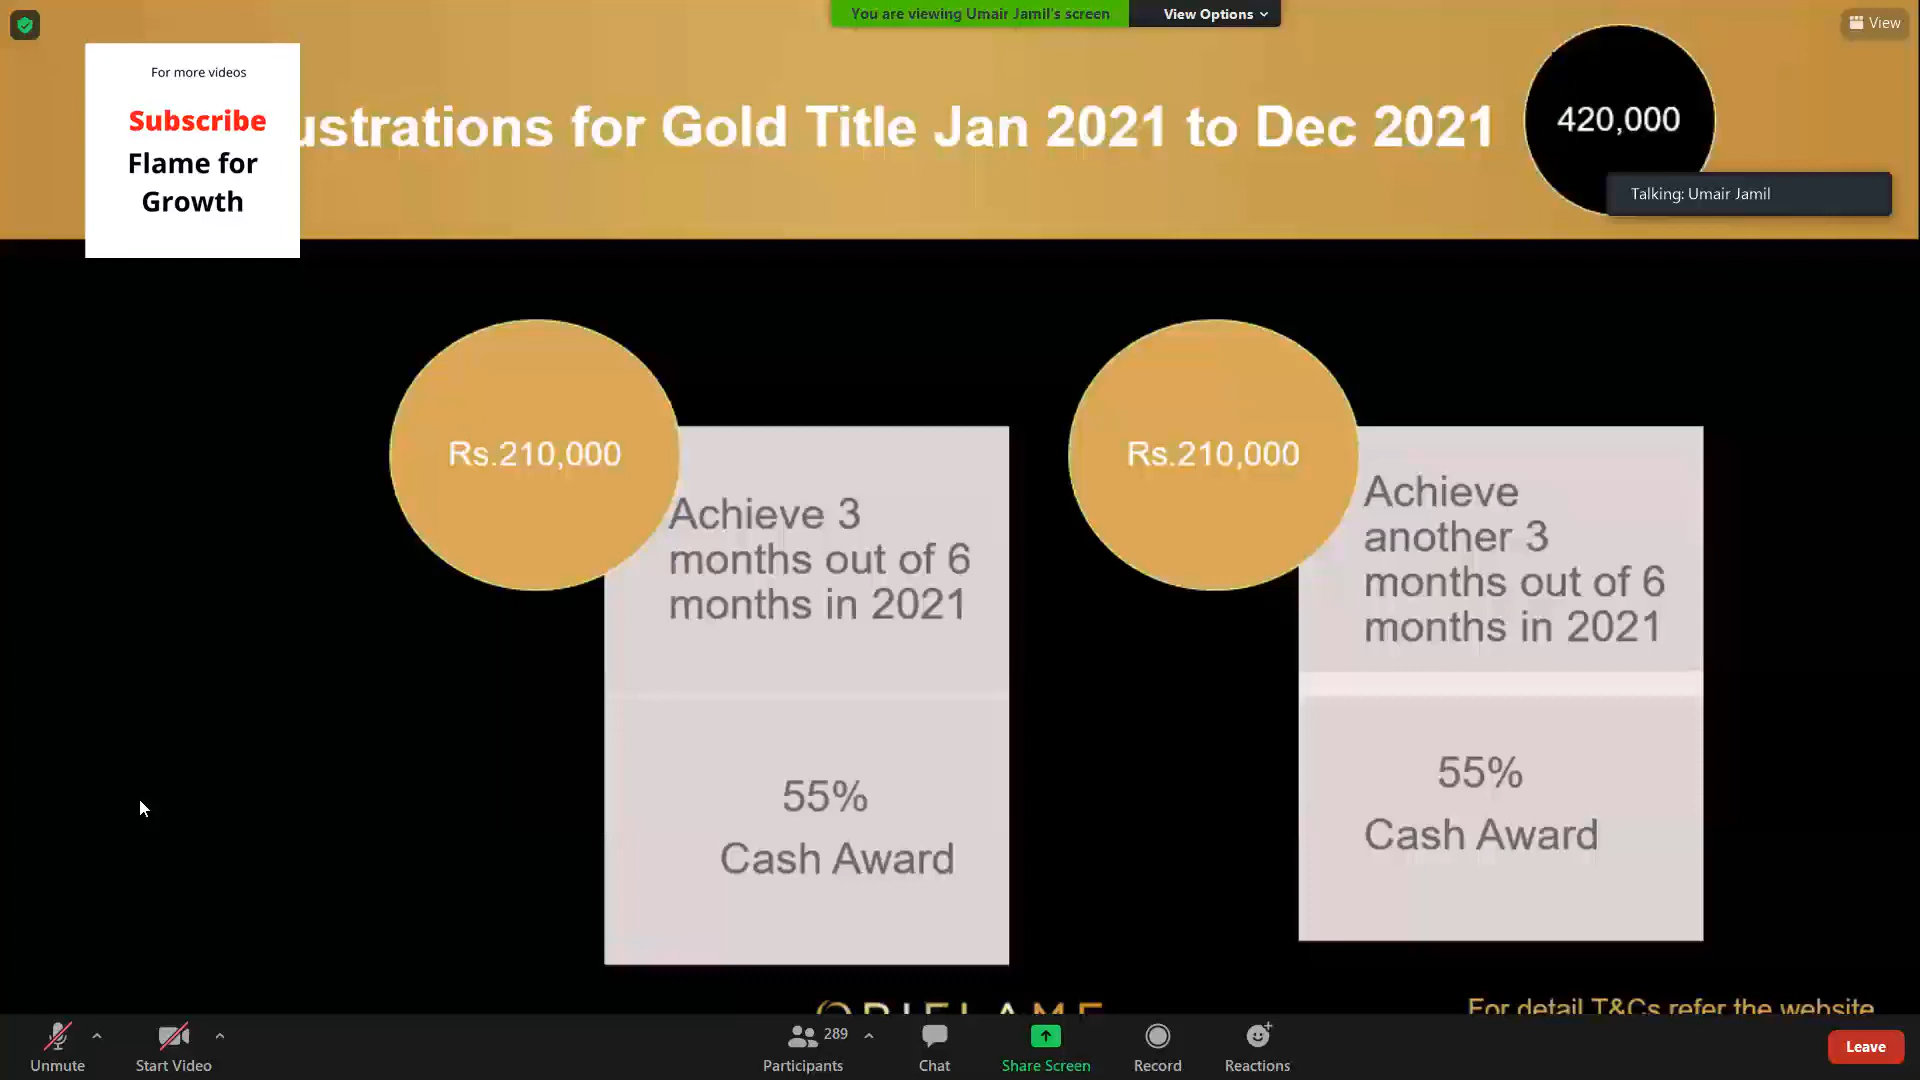 You are viewing Umair Jamil's screen
View Options
View
For more videos
Subscribe
Flame for
Growth
ustrations for Gold Title Jan 2021 to Dec 2021
420,000
Talking: Umair Jamil
Rs.210,000
Achieve 3
months out of 6
months in 2021
55%
Cash Award
Rs.210,000
Achieve
another 3
months out of 6
months in 2021
55%
Cash Award
ORIFLAME
For detail T&Cs refer the website
Unmute
Start Video
289
Participants
Chat
Share Screen
Record
Reactions
Leave